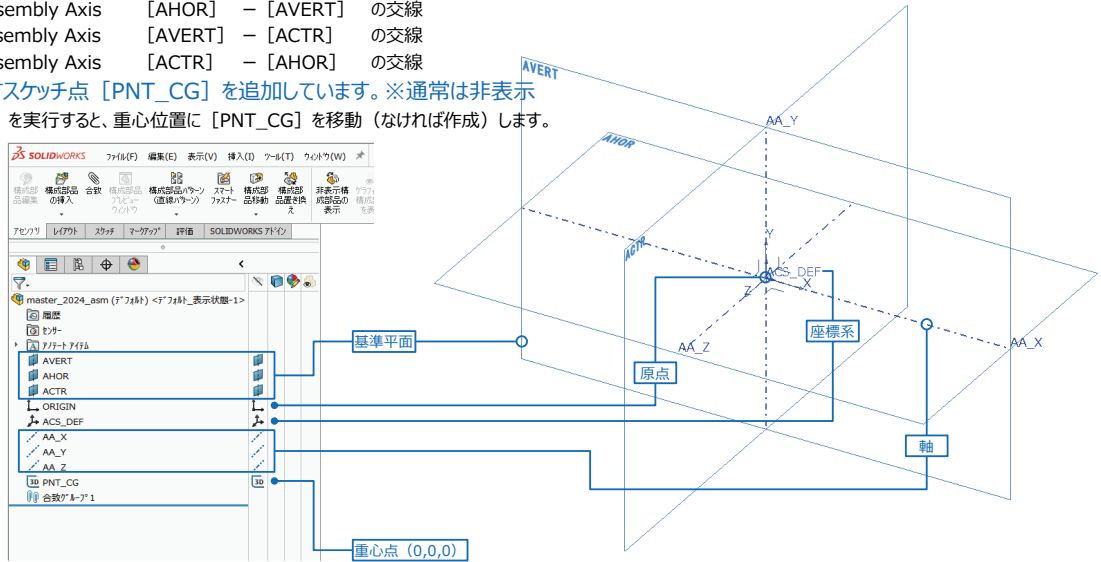 sembly Axis ［AHOR］ －［AVERT］ の交線
sembly Axis ［AVERT］ －［ACTR］ の交線
sembly Axis ［ACTR］ －［AHOR］ の交線
スケッチ点［PNT_CG］を追加しています。※通常は非表示
を実行すると、重心位置に［PNT_CG］を移動（なければ作成）します。
SOLIDWORKS ファイル(F) 編集(E) 表示(V) 挿入(I) ツール(T) ウィンドウ(W)
構成部品編集
構成部品の挿入
合致
構成部品プレビューウィンドウ
構成部品パターン(直線パターン)
スマートファスナー
構成部品移動
構成部品置き換え
非表示構成部品の表示
アセンブリ レイアウト スケッチ マークアップ 評価 SOLIDWORKS アドイン
master_2024_asm (デフォルト) <デフォルト_表示状態-1>
履歴
センサー
アノテート アイテム
AVERT
AHOR
ACTR
ORIGIN
ACS_DEF
AA_X
AA_Y
AA_Z
3D PNT_CG 3D
合致グループ1
基準平面
原点
座標系
軸
重心点（0,0,0）
AVERT
AHOR
ACTR
AA_Y
Y
ACS_DEF
X
Z
AA_Z
AA_X